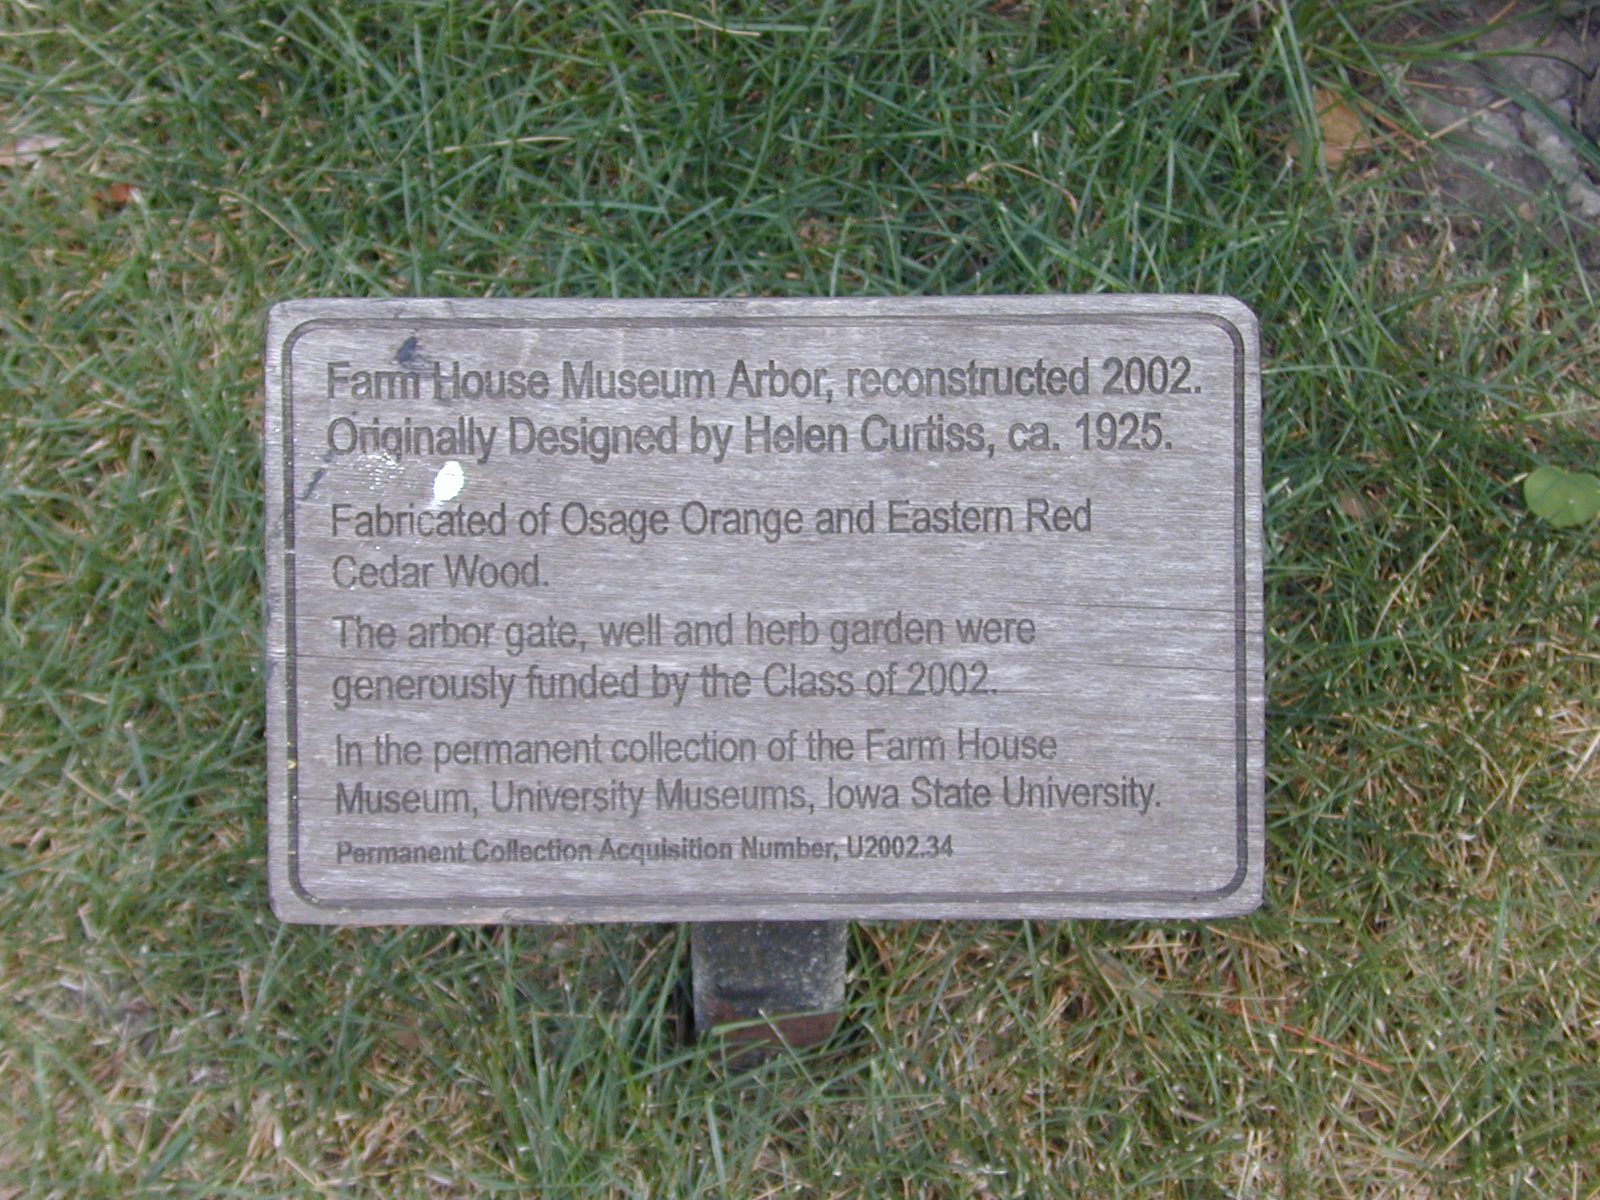 Farm House Museum Arbor, reconstructed 2002.
Originally Designed by Helen Curtiss, ca. 1925.
Fabricated of Osage Orange and Eastern Red
Cedar Wood.
The arbor gate, well and herb garden were
generously funded by the Class of 2002.
In the permanent collection of the Farm House
Museum, University Museums, Iowa State University.
Permanent Collection Acquisition Number, U2002.34